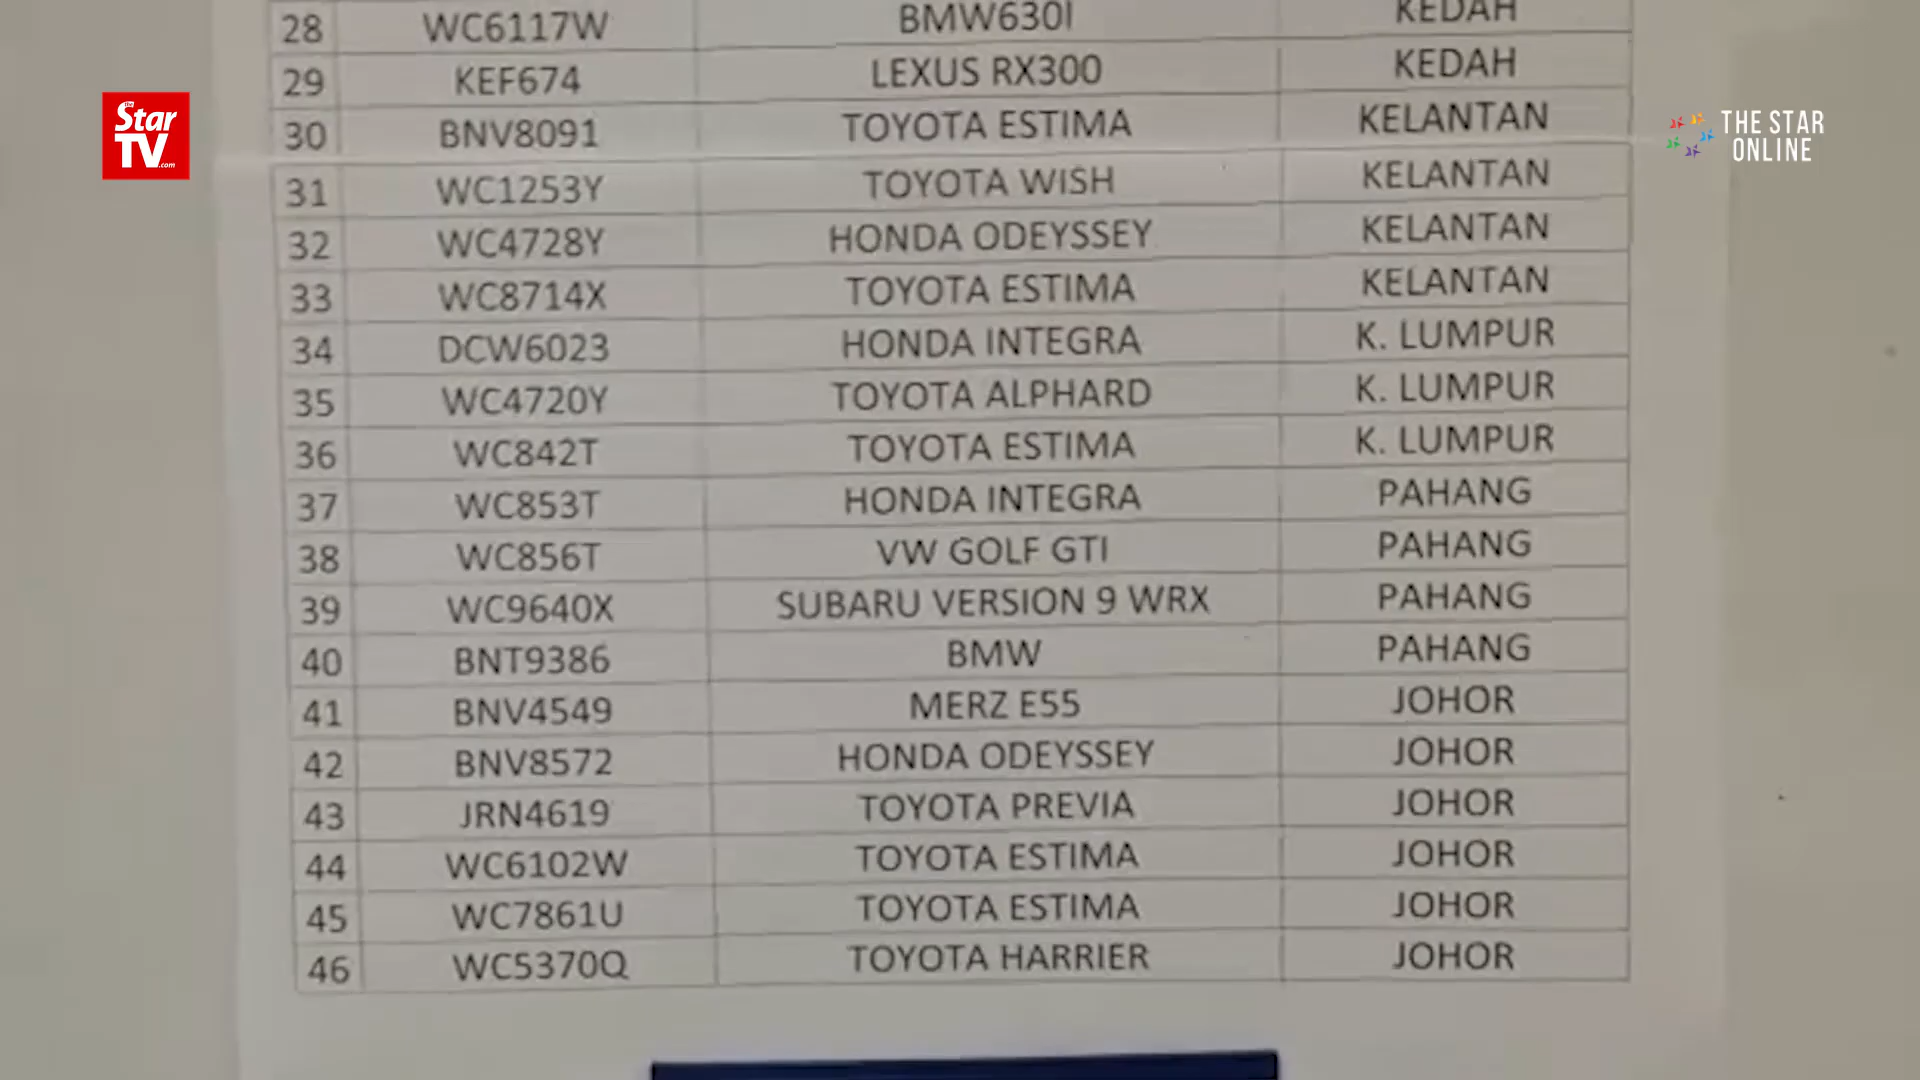 28 WC6117W BMW630I KEDAH
29 KEF674 LEXUS RX300 KEDAH
30 BNV8091 TOYOTA ESTIMA KELANTAN
31 WC1253Y TOYOTA WISH KELANTAN
32 WC4728Y HONDA ODEYSSEY KELANTAN
33 WC8714X TOYOTA ESTIMA KELANTAN
34 DCW6023 HONDA INTEGRA K. LUMPUR
35 WC4720Y TOYOTA ALPHARD K. LUMPUR
36 WC842T TOYOTA ESTIMA K. LUMPUR
37 WC853T HONDA INTEGRA PAHANG
38 WC856T VW GOLF GTI PAHANG
39 WC9640X SUBARU VERSION 9 WRX PAHANG
40 BNT9386 BMW PAHANG
41 BNV4549 MERZ E55 JOHOR
42 BNV8572 HONDA ODEYSSEY JOHOR
43 JRN4619 TOYOTA PREVIA JOHOR
44 WC6102W TOYOTA ESTIMA JOHOR
45 WC7861U TOYOTA ESTIMA JOHOR
46 WC5370Q TOYOTA HARRIER JOHOR
The Star
TV.com
THE STAR
ONLINE